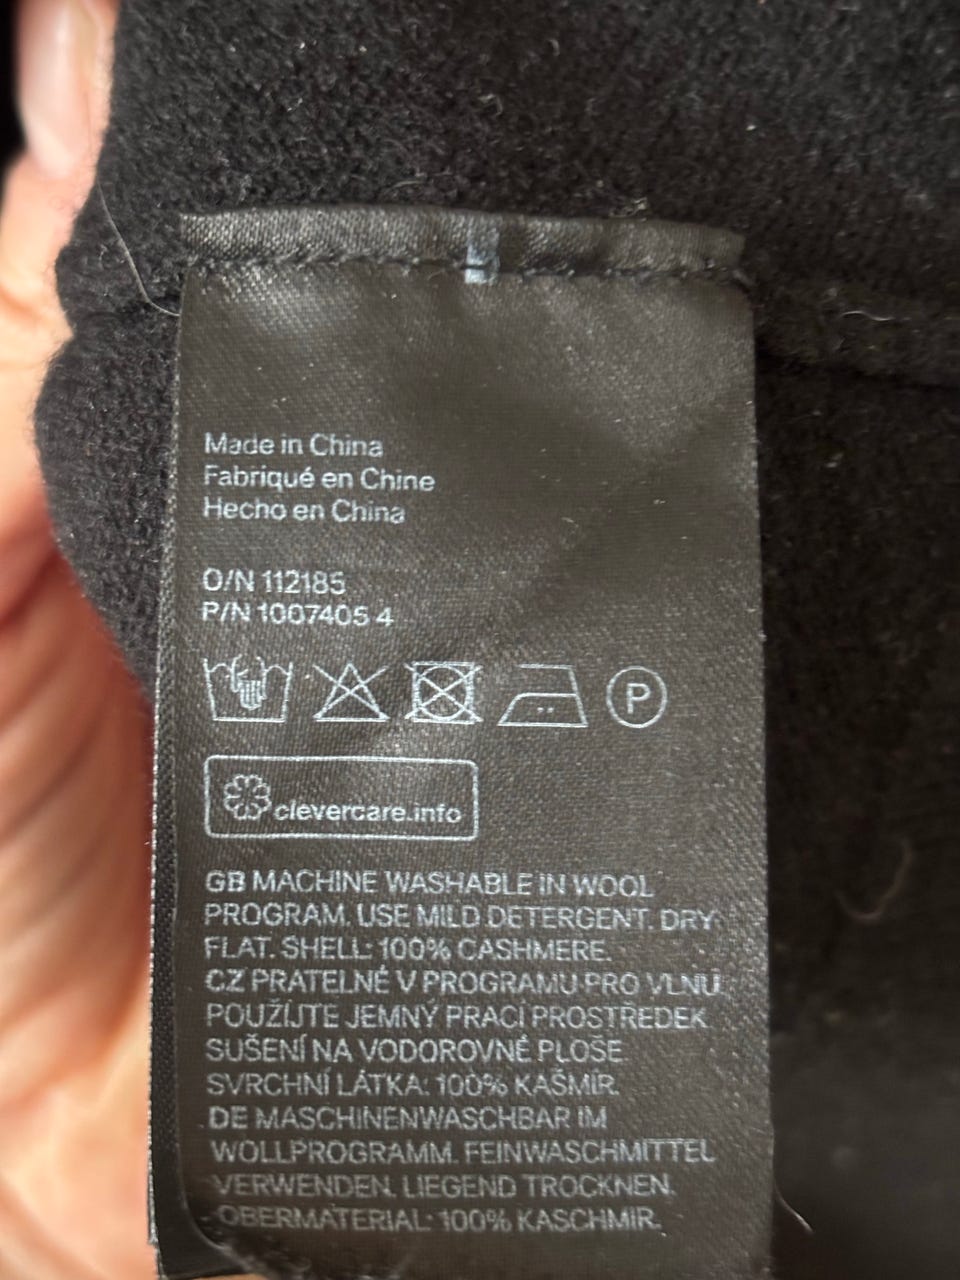 Made in China
Fabriqué en Chine
Hecho en China
O/N 112185
P/N 1007405 4
P
clevercare.info
GB MACHINE WASHABLE IN WOOL
PROGRAM. USE MILD DETERGENT. DRY
FLAT. SHELL: 100% CASHMERE.
CZ PRATELNÉ V PROGRAMU PRO VLNU.
POUŽIJTE JEMNÝ PRACÍ PROSTŘEDEK
SUŠENÍ NA VODOROVNÉ PLOŠE
SVRCHNÍ LÁTKA: 100% KAŠMÍR.
DE MASCHINENWASCHBAR IM
WOLLPROGRAMM. FEINWASCHMITTEL
VERWENDEN. LIEGEND TROCKNEN.
OBERMATERIAL: 100% KASCHMIR.